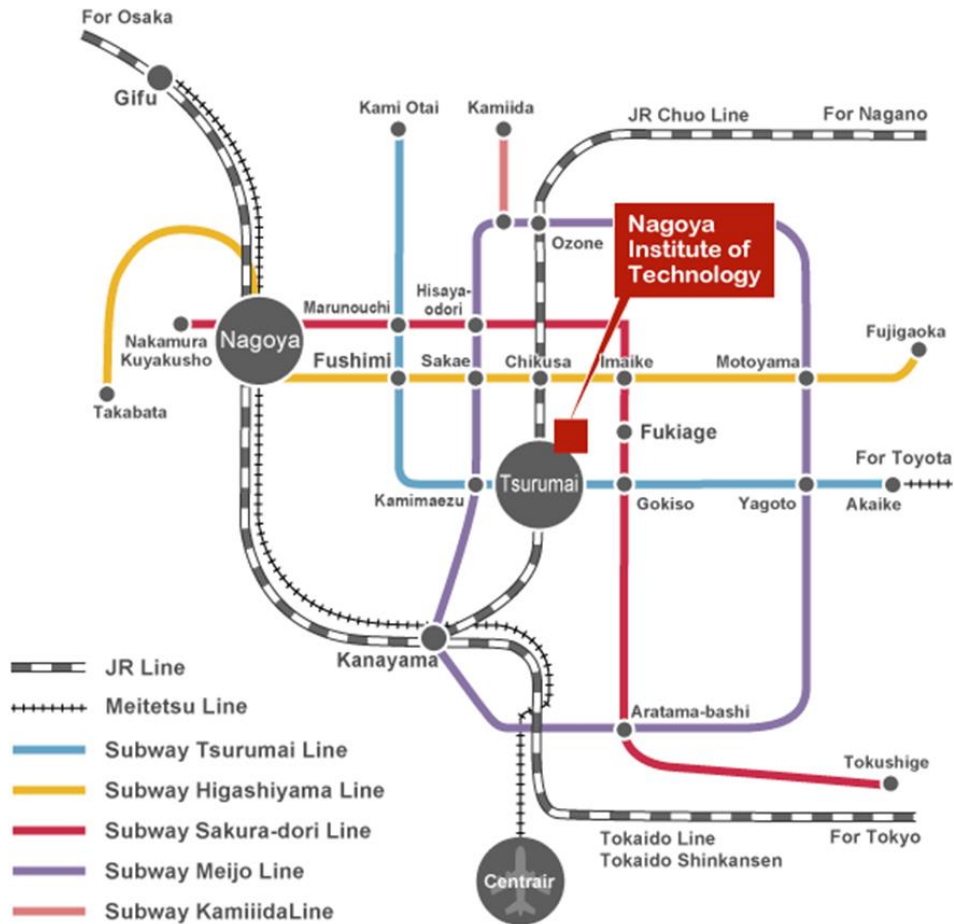 For Osaka
Gifu
Kami Otai
Kamiida
JR Chuo Line
For Nagano
Ozone
Nagoya
Institute of
Technology
Hisaya-
odori
Marunouchi
Nagoya
Nakamura
Kuyakusho
Fushimi
Sakae
Chikusa
Imaike
Motoyama
Fujigaoka
Takabata
Fukiage
For Toyota
Kamimaezu
Tsurumai
Gokiso
Yagoto
Akaike
Kanayama
JR Line
Meitetsu Line
Subway Tsurumai Line
Subway Higashiyama Line
Subway Sakura-dori Line
Subway Meijo Line
Subway KamiiidaLine
Aratama-bashi
Tokushige
Tokaido Line
Tokaido Shinkansen
For Tokyo
Centrair